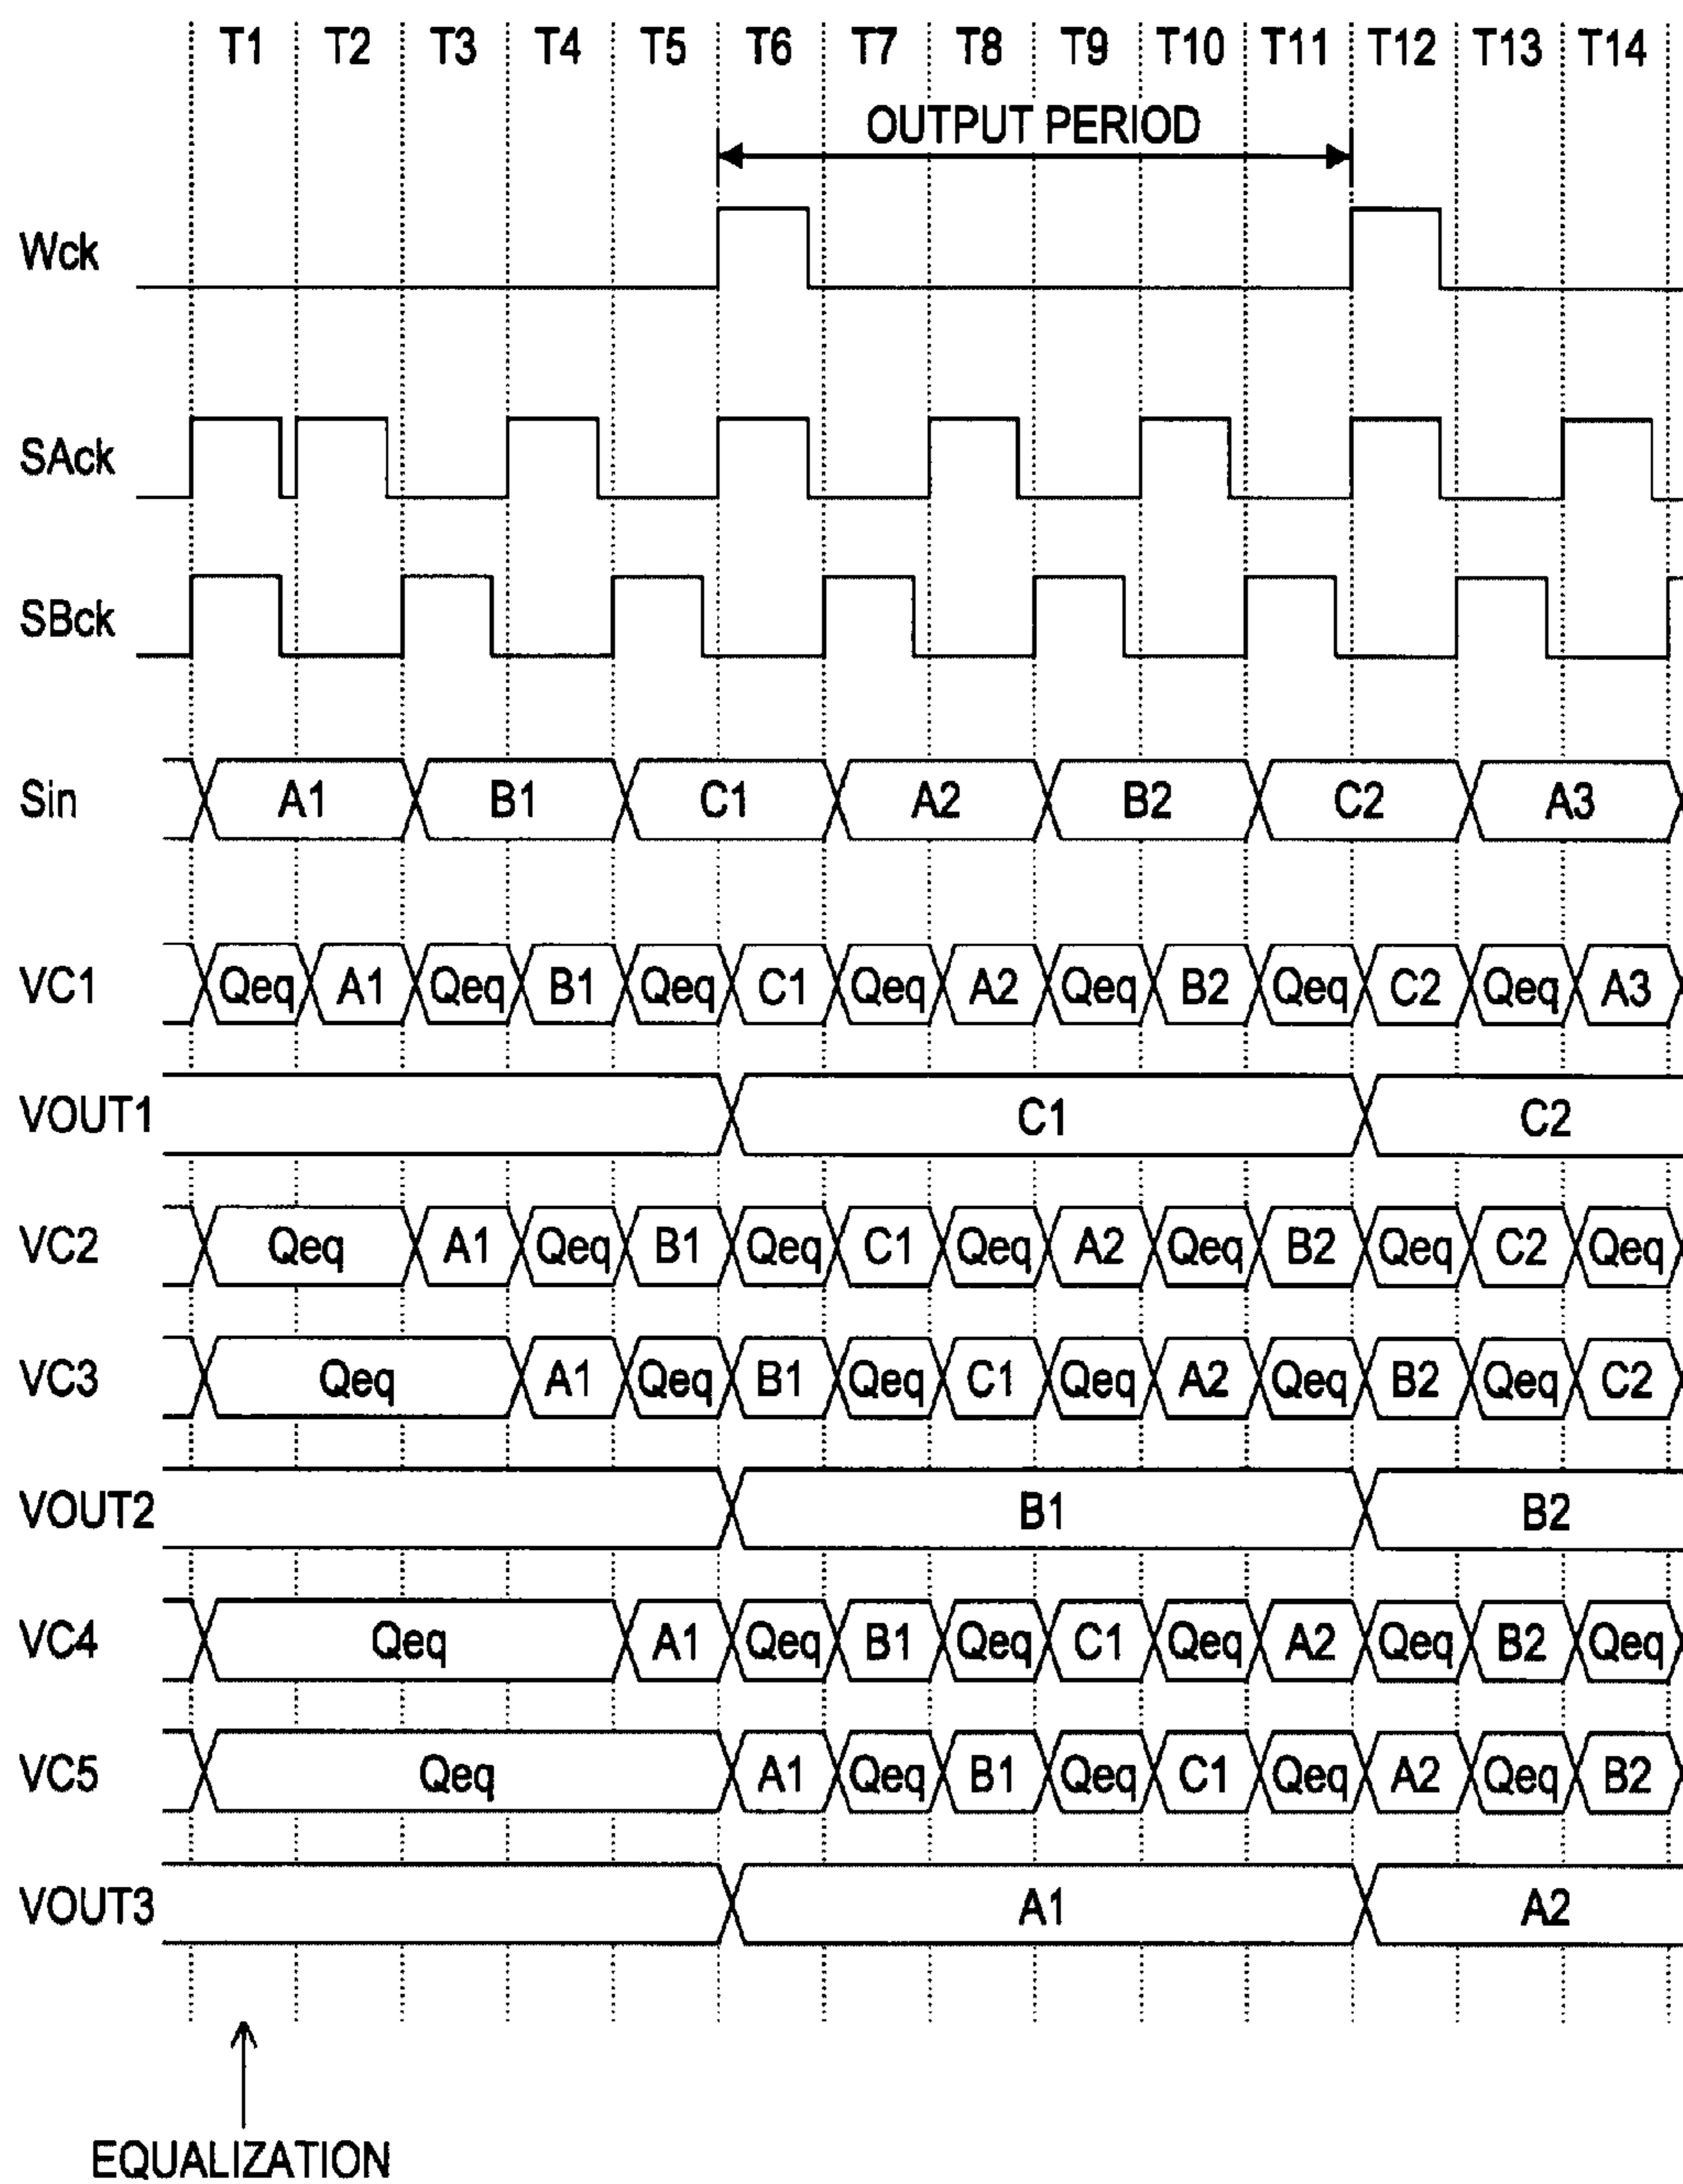 T1 T2 T3 T4 T5 T6 T7 T8 T9 T10 T11 T12 T13 T14
OUTPUT PERIOD
Wck
SAck
SBck
Sin A1 B1 C1 A2 B2 C2 A3
VC1 Qeq A1 Qeq B1 Qeq C1 Qeq A2 Qeq B2 Qeq C2 Qeq A3
VOUT1 C1 C2
VC2 Qeq A1 Qeq B1 Qeq C1 Qeq A2 Qeq B2 Qeq C2 Qeq
VC3 Qeq A1 Qeq B1 Qeq C1 Qeq A2 Qeq B2 Qeq C2
VOUT2 B1 B2
VC4 Qeq A1 Qeq B1 Qeq C1 Qeq A2 Qeq B2 Qeq
VC5 Qeq A1 Qeq B1 Qeq C1 Qeq A2 Qeq B2
VOUT3 A1 A2
EQUALIZATION